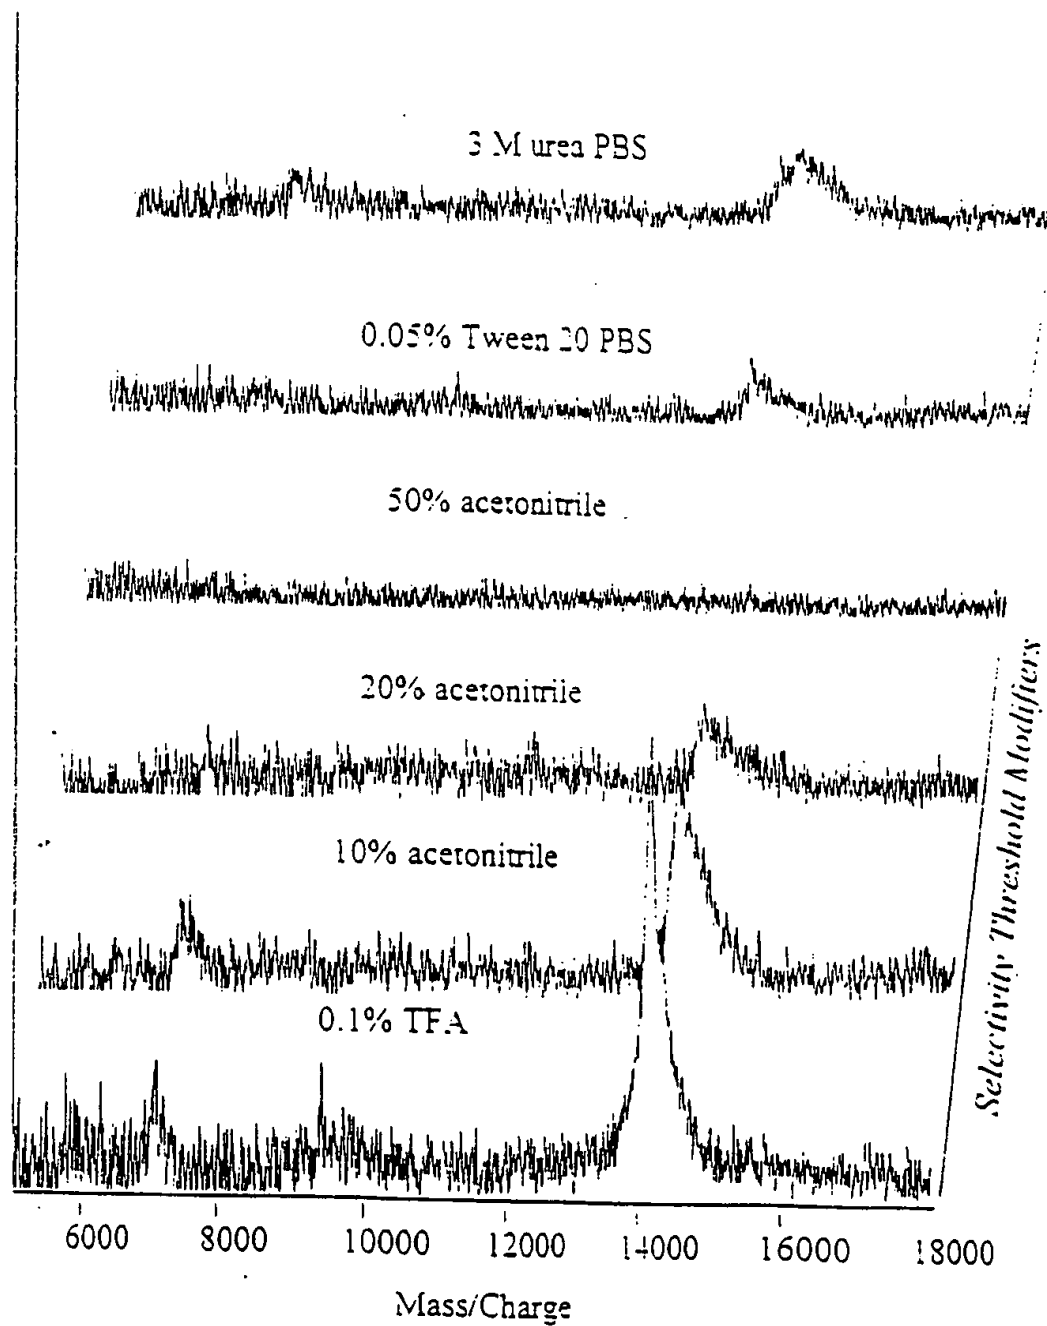 3 M urea PBS
0.05% Tween 20 PBS
50% acetonitrile
20% acetonitrile
10% acetonitrile
0.1% TFA
Selectivity Threshold Modifiers
6000 8000 10000 12000 14000 16000 18000
Mass/Charge